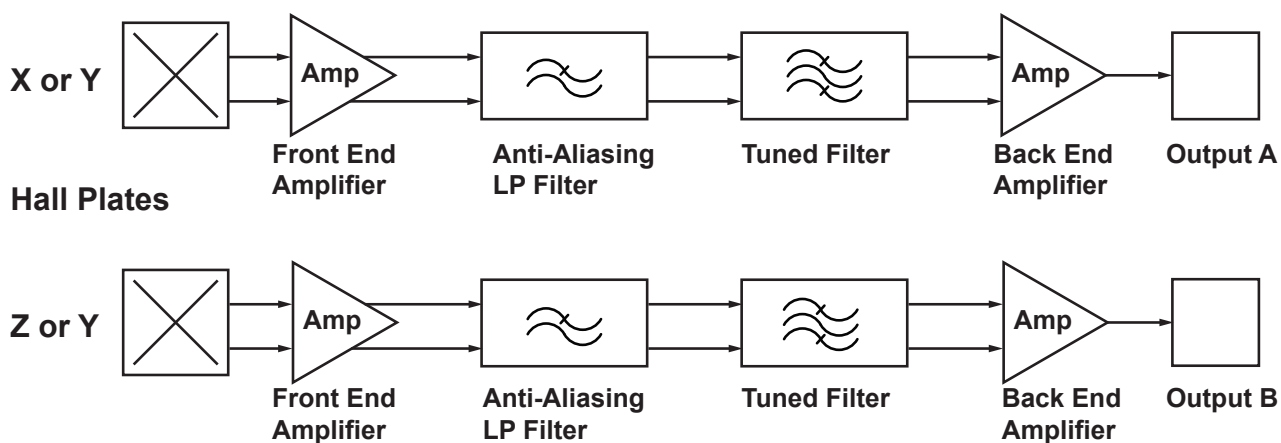 X or Y
Amp
Amp
Front End
Amplifier
Anti-Aliasing
LP Filter
Tuned Filter
Back End
Amplifier
Output A
Hall Plates
Z or Y
Amp
Amp
Front End
Amplifier
Anti-Aliasing
LP Filter
Tuned Filter
Back End
Amplifier
Output B